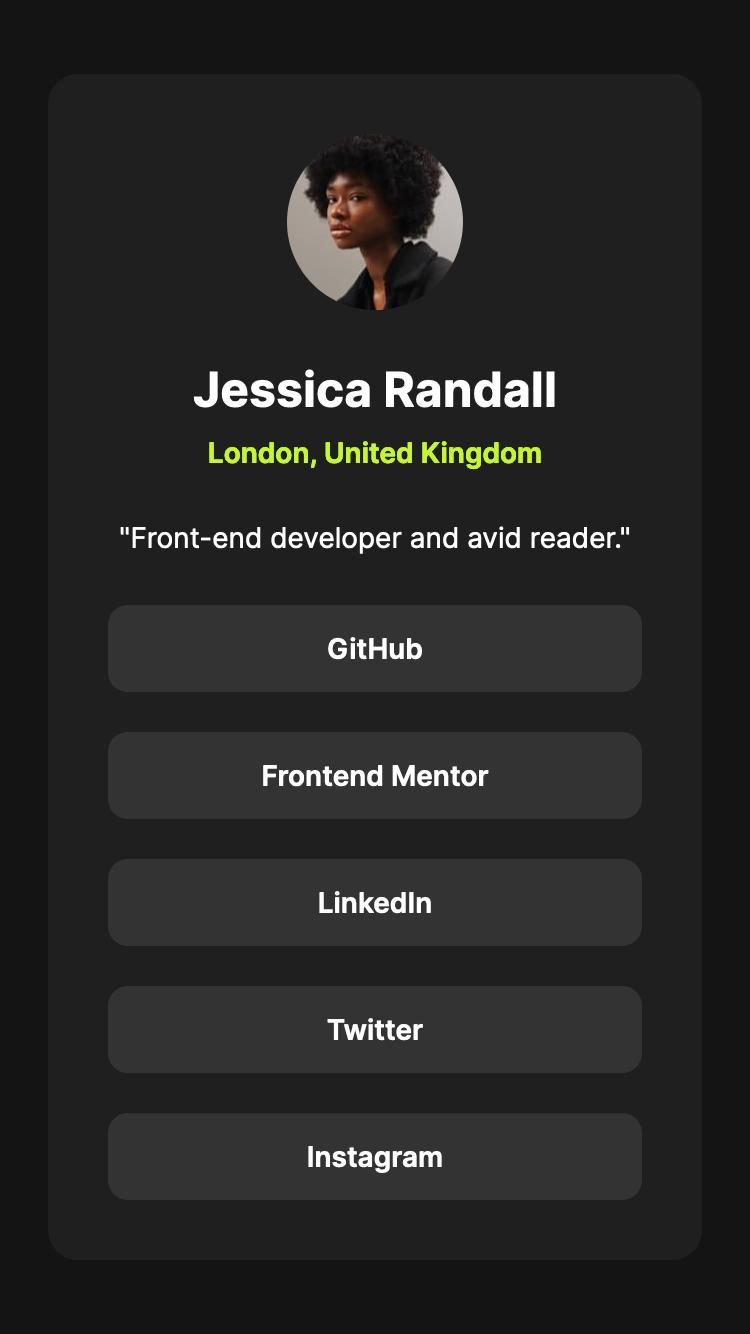 Jessica Randall
London, United Kingdom
"Front-end developer and avid reader."
GitHub
Frontend Mentor
LinkedIn
Twitter
Instagram